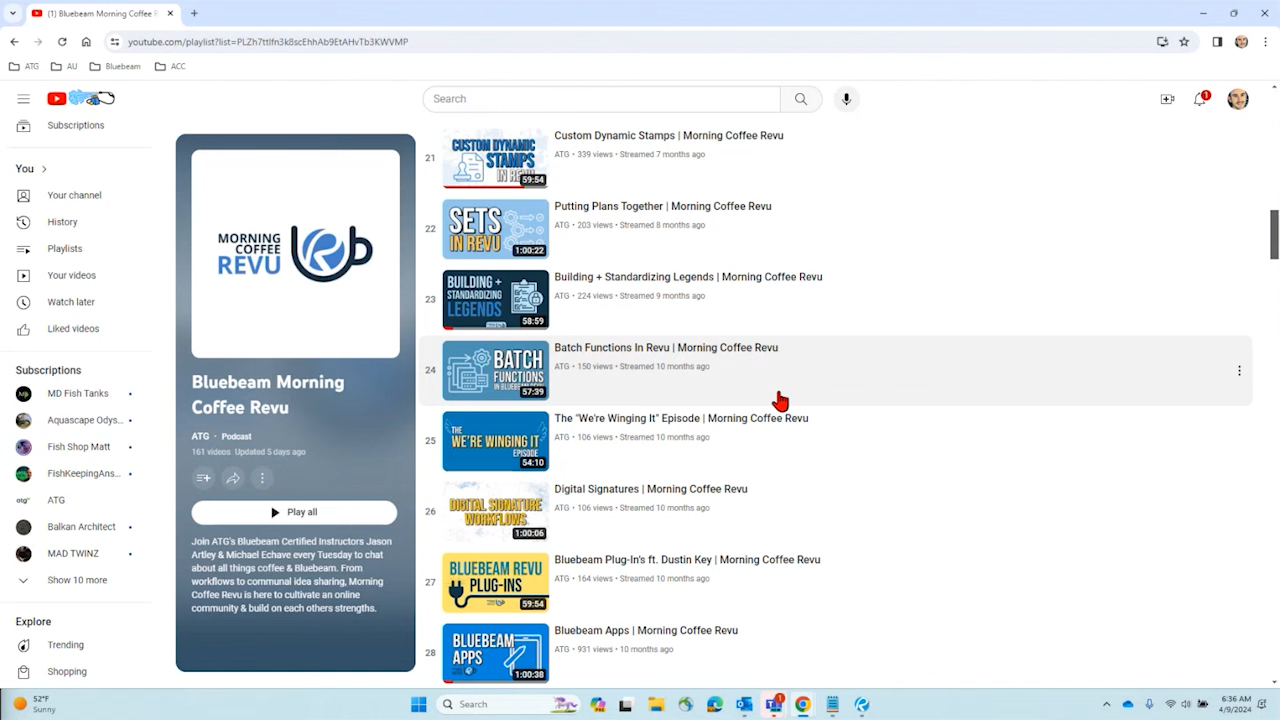 (1) Bluebeam Morning Coffee R
youtube.com/playlist?list=PLZh7ttlfn3k8scEhhAb9EtAHvTb3KWVMP
ATG
AU
Bluebeam
ACC
Search
1
Subscriptions
You
Your channel
History
Playlists
Your videos
Watch later
Liked videos
Subscriptions
MD Fish Tanks
Aquascape Odys...
Fish Shop Matt
FishKeepingAns...
ATG
Balkan Architect
MAD TWINZ
Show 10 more
Explore
Trending
Shopping
MORNING
COFFEE
REVU
Bluebeam Morning
Coffee Revu
ATG · Podcast
161 videos Updated 5 days ago
Play all
Join ATG's Bluebeam Certified Instructors Jason
Artley & Michael Echave every Tuesday to chat
about all things coffee & Bluebeam. From
workflows to communal idea sharing, Morning
Coffee Revu is here to cultivate an online
community & build on each others strengths.
21
CUSTOM DYNAMIC
STAMPS
IN REVU
59:54
Custom Dynamic Stamps | Morning Coffee Revu
ATG • 339 views • Streamed 7 months ago
22
SETS
IN REVU
1:00:22
Putting Plans Together | Morning Coffee Revu
ATG • 203 views • Streamed 8 months ago
23
BUILDING +
STANDARDIZING
LEGENDS
58:59
Building + Standardizing Legends | Morning Coffee Revu
ATG • 224 views • Streamed 9 months ago
24
BATCH
FUNCTIONS
57:39
Batch Functions In Revu | Morning Coffee Revu
ATG • 150 views • Streamed 10 months ago
25
THE
WE'RE WINGING IT
EPISODE
54:10
The "We're Winging It" Episode | Morning Coffee Revu
ATG • 106 views • Streamed 10 months ago
26
DIGITAL SIGNATURE
WORKFLOWS
1:00:06
Digital Signatures | Morning Coffee Revu
ATG • 106 views • Streamed 10 months ago
27
BLUEBEAM REVU
PLUG-INS
59:54
Bluebeam Plug-In's ft. Dustin Key | Morning Coffee Revu
ATG • 164 views • Streamed 10 months ago
28
BLUEBEAM
APPS
1:00:38
Bluebeam Apps | Morning Coffee Revu
ATG • 931 views • 10 months ago
52°F
Sunny
Search
1
6:36 AM
4/9/2024